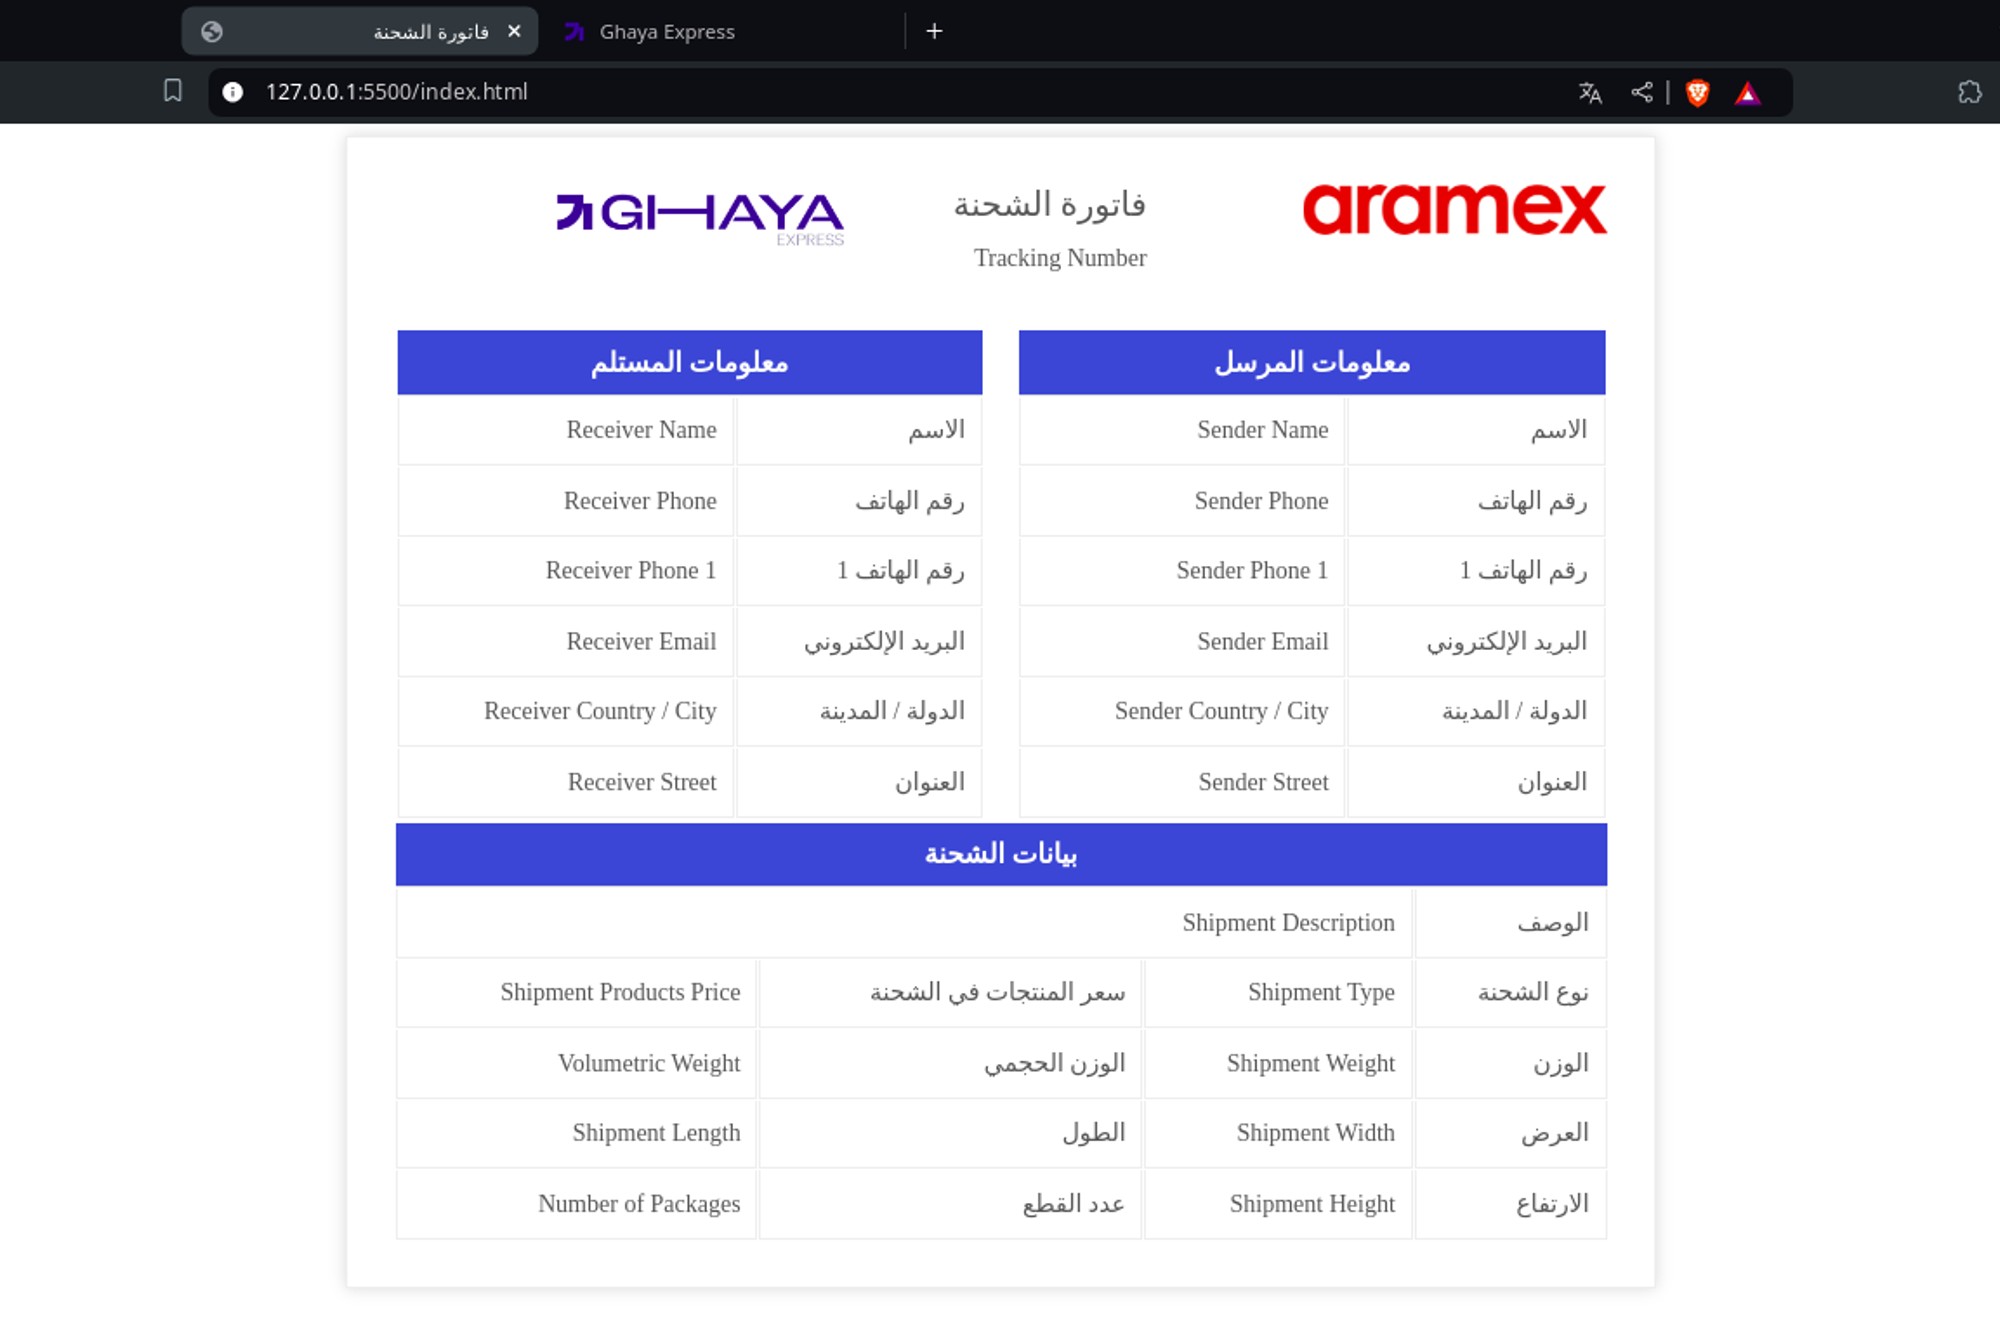 فاتورة الشحنة
Ghaya Express
127.0.0.1:5500/index.html
aramex
فاتورة الشحنة
Tracking Number
GHAYA
EXPRESS
معلومات المرسل
الاسم Sender Name
رقم الهاتف Sender Phone
رقم الهاتف 1 Sender Phone 1
البريد الإلكتروني Sender Email
الدولة / المدينة Sender Country / City
العنوان Sender Street
معلومات المستلم
الاسم Receiver Name
رقم الهاتف Receiver Phone
رقم الهاتف 1 Receiver Phone 1
البريد الإلكتروني Receiver Email
الدولة / المدينة Receiver Country / City
العنوان Receiver Street
بيانات الشحنة
الوصف Shipment Description
نوع الشحنة Shipment Type سعر المنتجات في الشحنة Shipment Products Price
الوزن Shipment Weight الوزن الحجمي Volumetric Weight
العرض Shipment Width الطول Shipment Length
الارتفاع Shipment Height عدد القطع Number of Packages